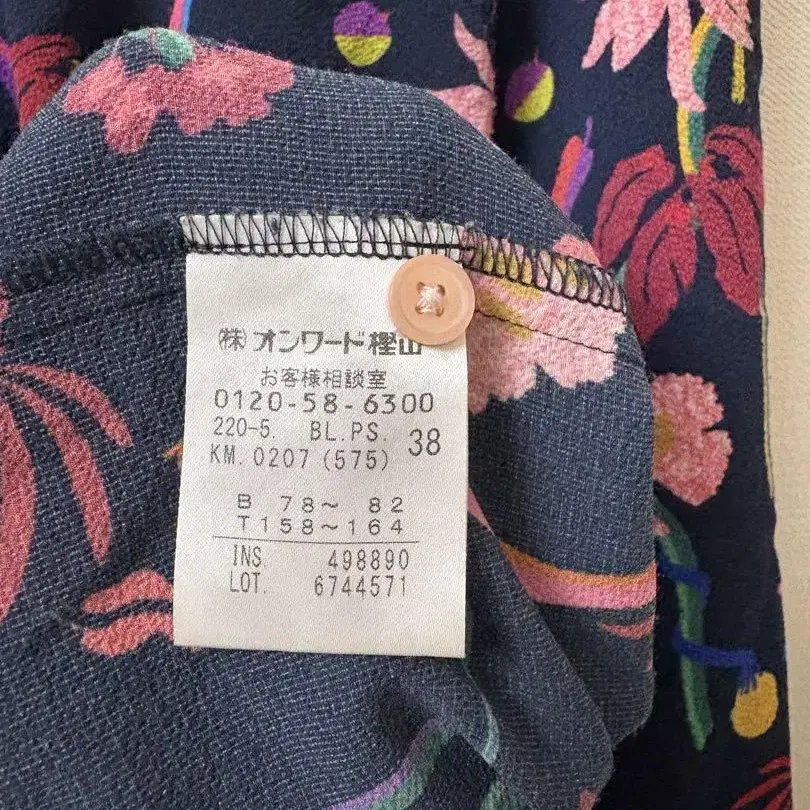 (株)オンワード樫山
お客様相談室
0120-58-6300
220-5. BL.PS. 38
KM.0207 (575)
B 78～ 82
T 158～164
INS. 498890
LOT. 6744571